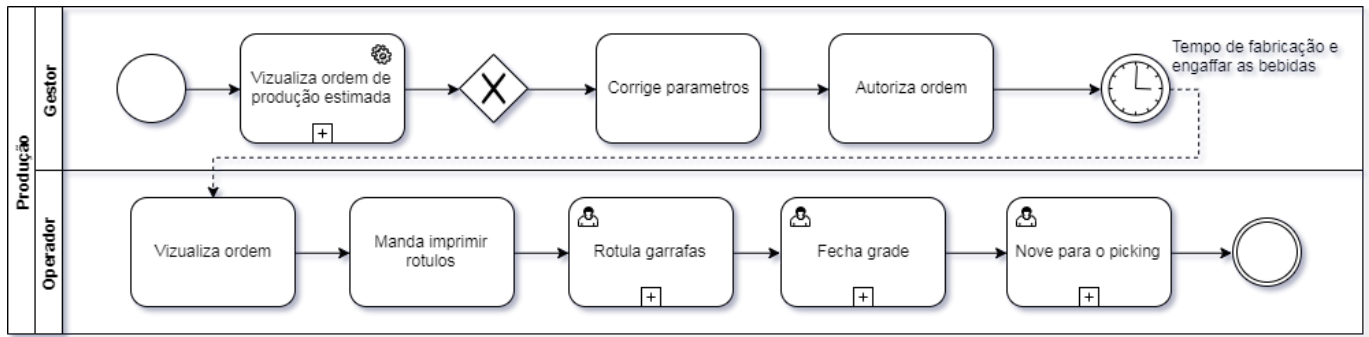 Produção
Gestor
Vizualiza ordem de
produção estimada
Corrige parametros
Autoriza ordem
Tempo de fabricação e
engaffar as bebidas
Operador
Vizualiza ordem
Manda imprimir
rotulos
Rotula garrafas
Fecha grade
Nove para o picking